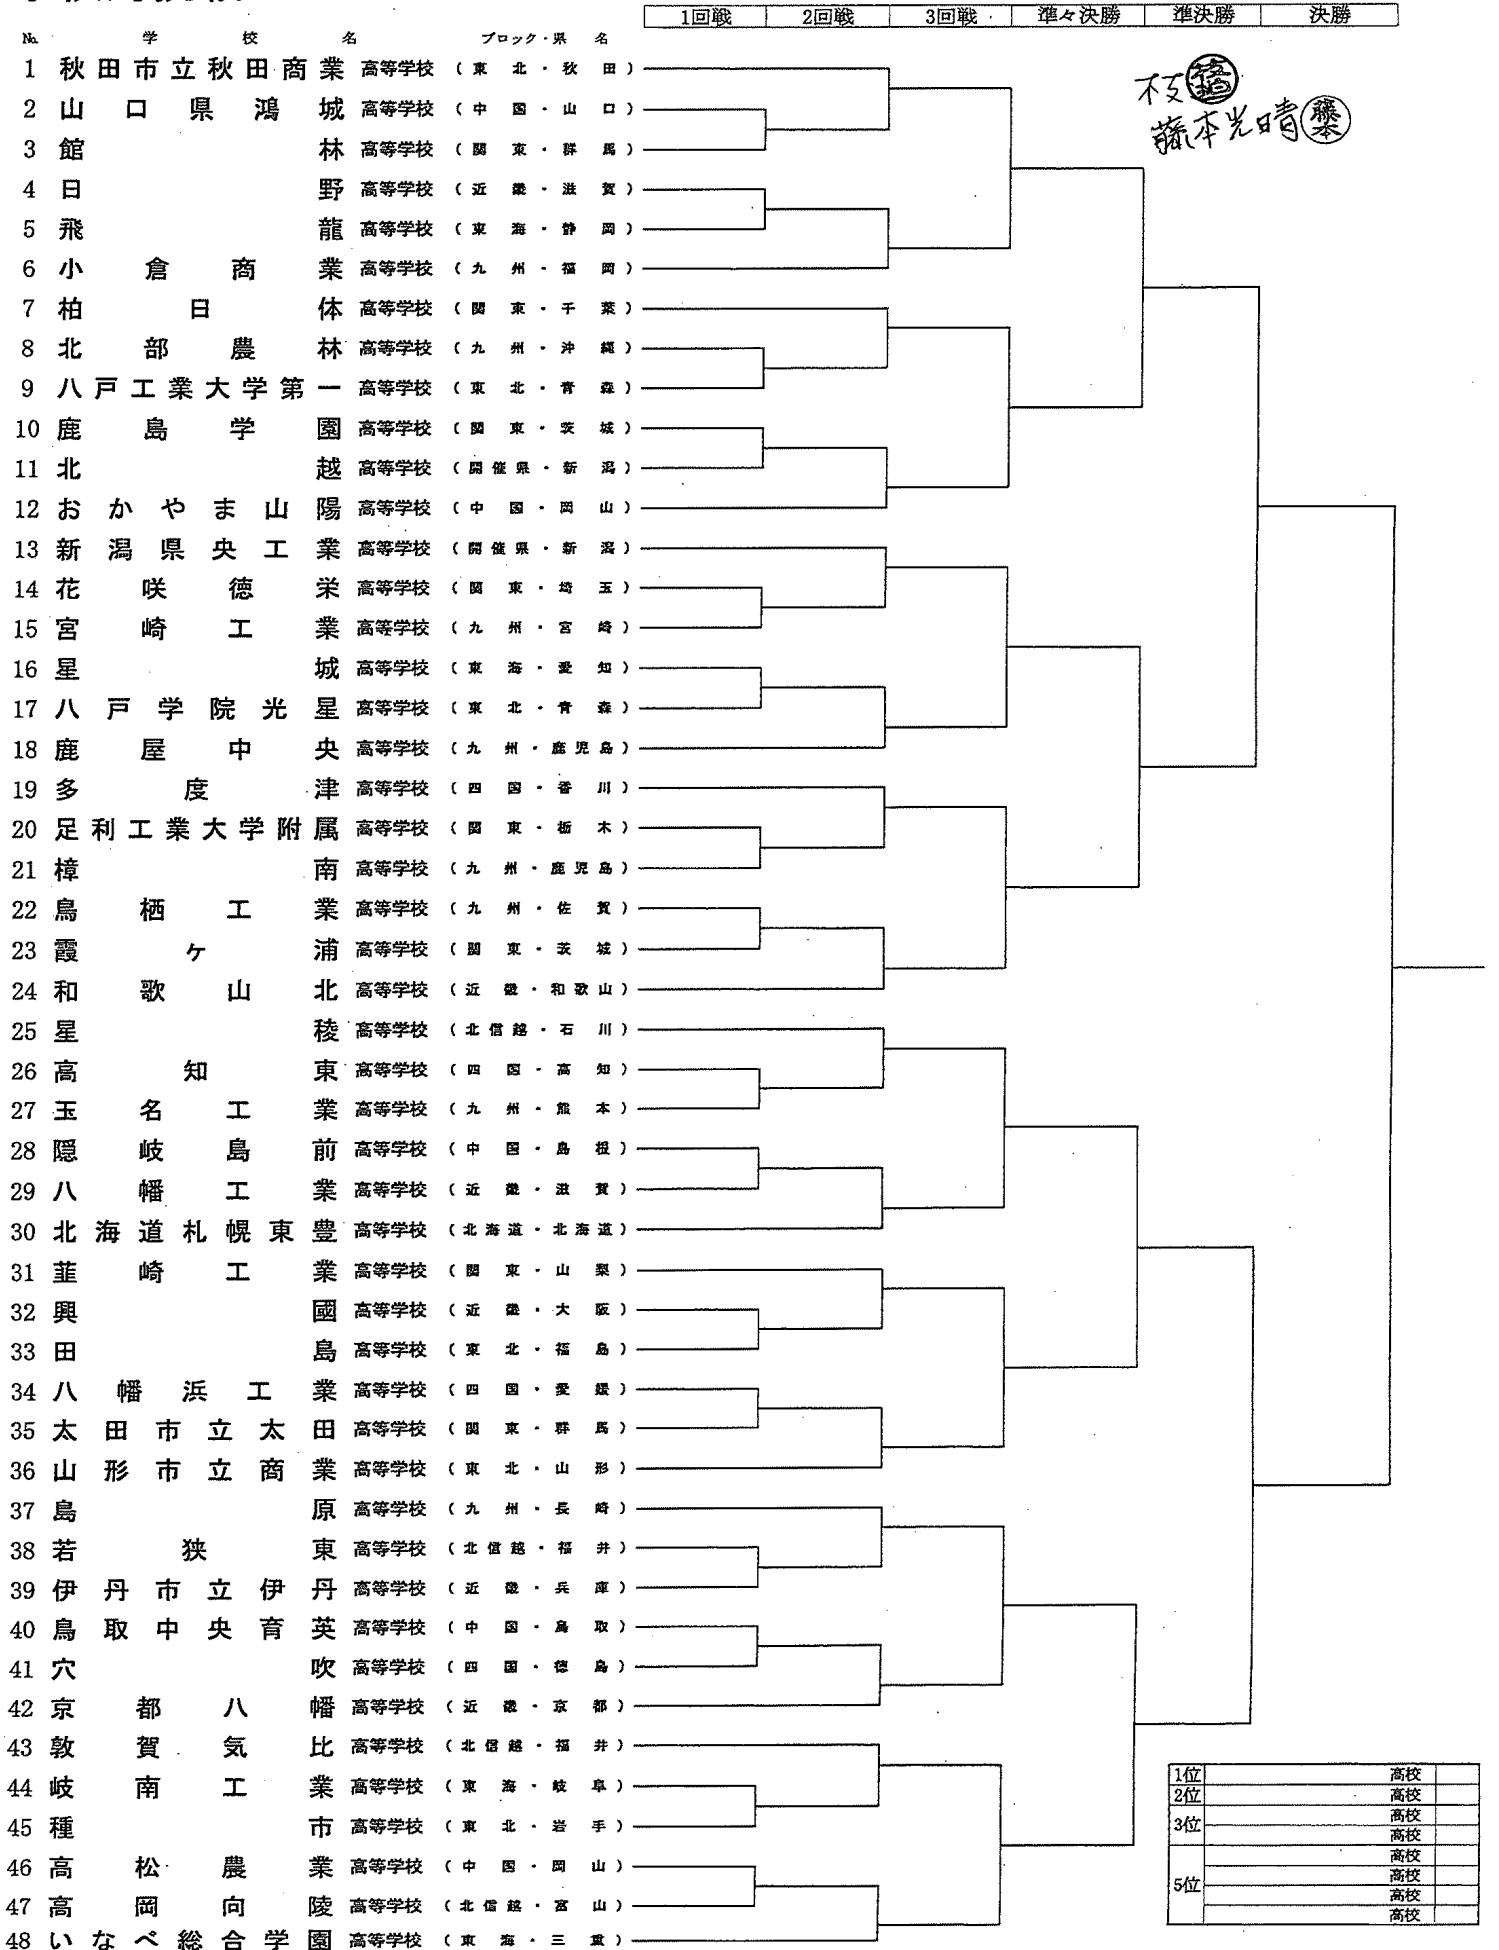 1回戦 2回戦 3回戦 準々決勝 準決勝 決勝
№ 学校名 ブロック・県名
1 秋田市立秋田商業 高等学校 (東北・秋田)
2 山口県鴻城 高等学校 (中国・山口)
3 館林 高等学校 (関東・群馬)
4 日野 高等学校 (近畿・滋賀)
5 飛龍 高等学校 (東海・静岡)
6 小倉商業 高等学校 (九州・福岡)
7 柏日体 高等学校 (関東・千葉)
8 北部農林 高等学校 (九州・沖縄)
9 八戸工業大学第一 高等学校 (東北・青森)
10 鹿島学園 高等学校 (関東・茨城)
11 北越 高等学校 (開催県・新潟)
12 おかやま山陽 高等学校 (中国・岡山)
13 新潟県央工業 高等学校 (開催県・新潟)
14 花咲徳栄 高等学校 (関東・埼玉)
15 宮崎工業 高等学校 (九州・宮崎)
16 星城 高等学校 (東海・愛知)
17 八戸学院光星 高等学校 (東北・青森)
18 鹿屋中央 高等学校 (九州・鹿児島)
19 多度津 高等学校 (四国・香川)
20 足利工業大学附属 高等学校 (関東・栃木)
21 樟南 高等学校 (九州・鹿児島)
22 鳥栖工業 高等学校 (九州・佐賀)
23 霞ヶ浦 高等学校 (関東・茨城)
24 和歌山北 高等学校 (近畿・和歌山)
25 星稜 高等学校 (北信越・石川)
26 高知東 高等学校 (四国・高知)
27 玉名工業 高等学校 (九州・熊本)
28 隠岐島前 高等学校 (中国・島根)
29 八幡工業 高等学校 (近畿・滋賀)
30 北海道札幌東豊 高等学校 (北海道・北海道)
31 韮崎工業 高等学校 (関東・山梨)
32 興國 高等学校 (近畿・大阪)
33 田島 高等学校 (東北・福島)
34 八幡浜工業 高等学校 (四国・愛媛)
35 太田市立太田 高等学校 (関東・群馬)
36 山形市立商業 高等学校 (東北・山形)
37 島原 高等学校 (九州・長崎)
38 若狭東 高等学校 (北信越・福井)
39 伊丹市立伊丹 高等学校 (近畿・兵庫)
40 鳥取中央育英 高等学校 (中国・鳥取)
41 穴吹 高等学校 (四国・徳島)
42 京都八幡 高等学校 (近畿・京都)
43 敦賀気比 高等学校 (北信越・福井)
44 岐南工業 高等学校 (東海・岐阜)
45 種市 高等学校 (東北・岩手)
46 高松農業 高等学校 (中国・岡山)
47 高岡向陵 高等学校 (北信越・富山)
48 いなべ総合学園 高等学校 (東海・三重)
藤本光晴 藤本
1位 高校
2位 高校
3位 高校
高校
5位 高校
高校
高校
高校